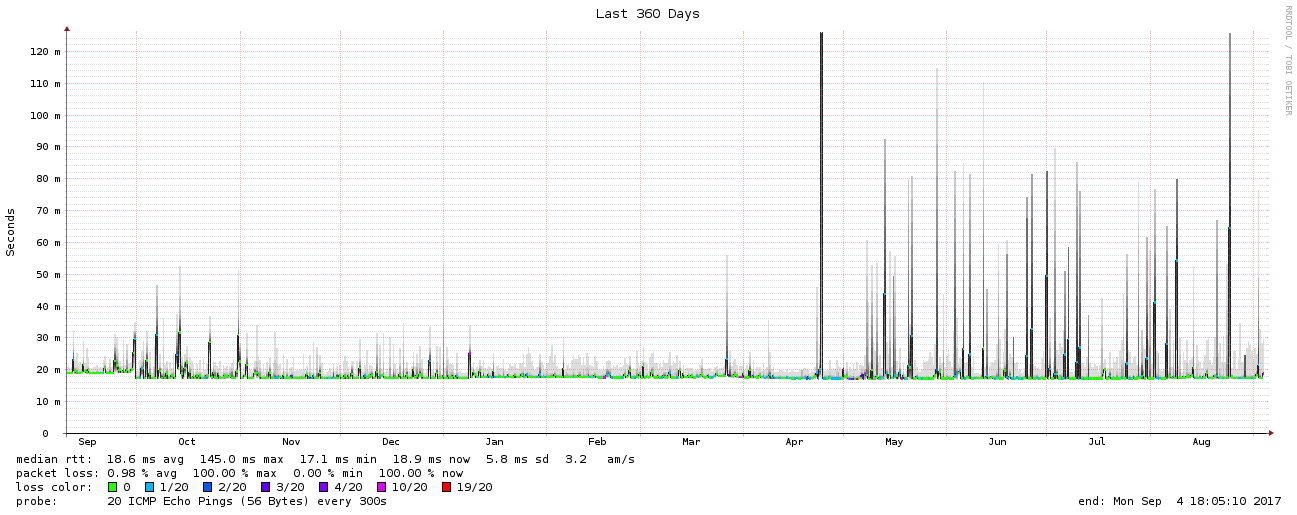 Last 360 Days
RRDTOOL / TOBI OETIKER
Seconds
120 m
110 m
100 m
90 m
80 m
70 m
60 m
50 m
40 m
30 m
20 m
10 m
0
Sep Oct Nov Dec Jan Feb Mar Apr May Jun Jul Aug
median rtt: 18.6 ms avg 145.0 ms max 17.1 ms min 18.9 ms now 5.8 ms sd 3.2 am/s
packet loss: 0.98 % avg 100.00 % max 0.00 % min 100.00 % now
loss color: 0 1/20 2/20 3/20 4/20 10/20 19/20
probe: 20 ICMP Echo Pings (56 Bytes) every 300s end: Mon Sep 4 18:05:10 2017